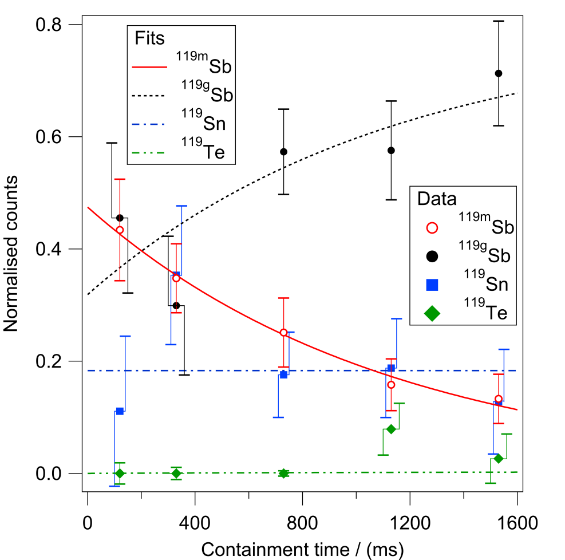 0.8
0.6
0.4
0.2
0.0
Normalised counts
Fits
119mSb
119gSb
119Sn
119Te
Data
119mSb
119gSb
119Sn
119Te
0 400 800 1200 1600
Containment time / (ms)